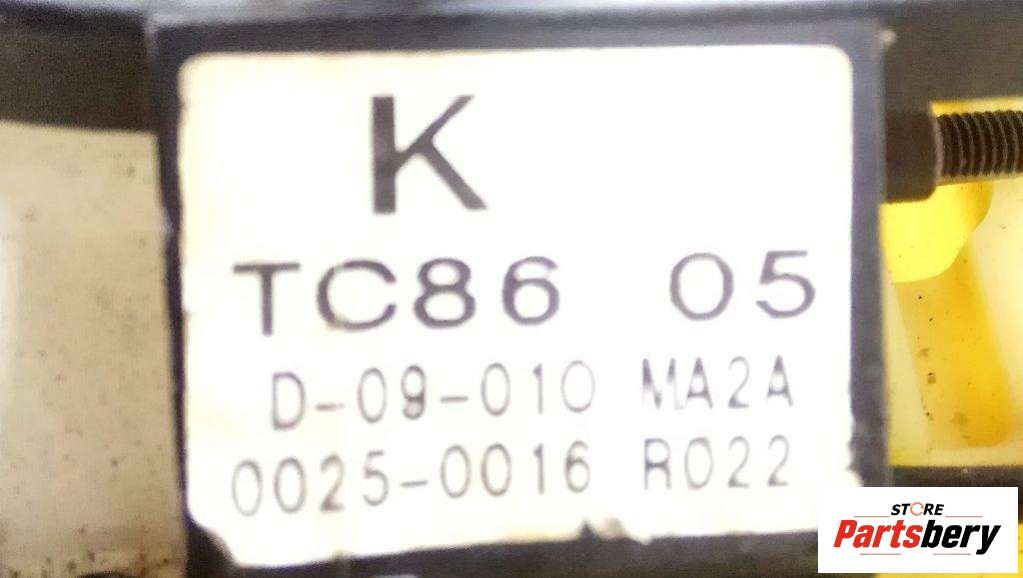 K
TC86 05
D-09-010 MA2A
0025-0016 R022
STORE
Partsbery